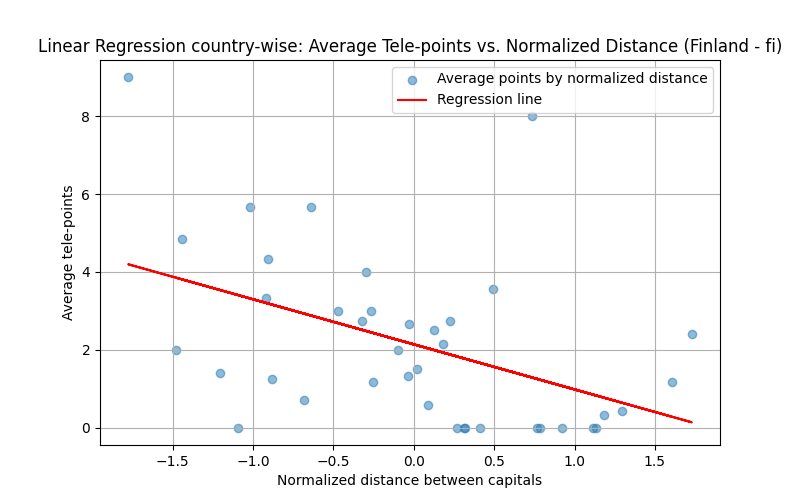 Linear Regression country-wise: Average Tele-points vs. Normalized Distance (Finland - fi)
Average points by normalized distance
Regression line
Average tele-points
8
6
4
2
0
−1.5 −1.0 −0.5 0.0 0.5 1.0 1.5
Normalized distance between capitals